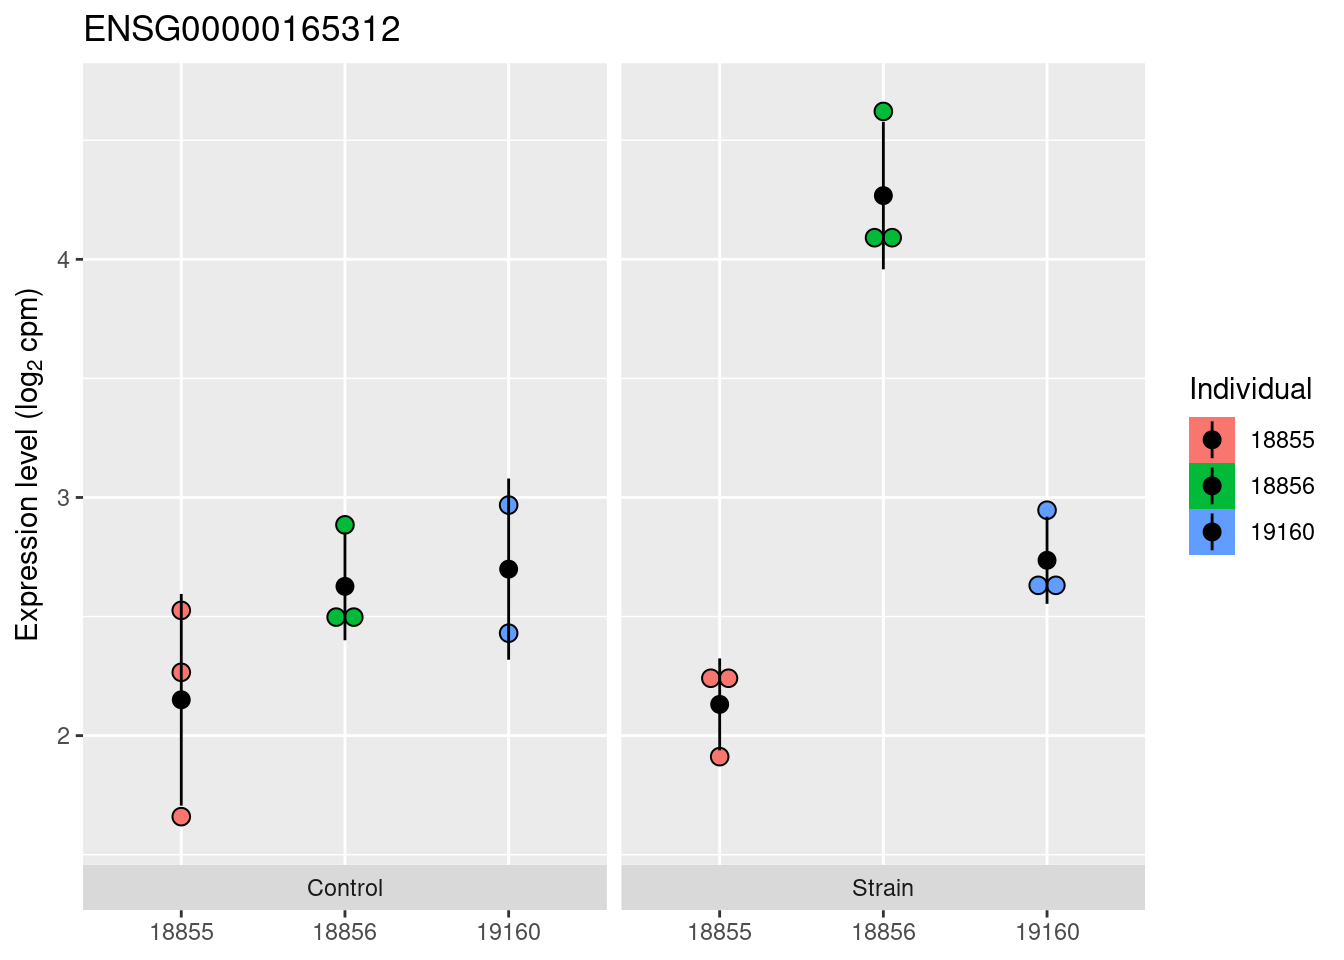 ENSG00000165312
Expression level (log₂ cpm)
4
3
2
Control
Strain
18855 18856 19160
18855 18856 19160
Individual
18855
18856
19160